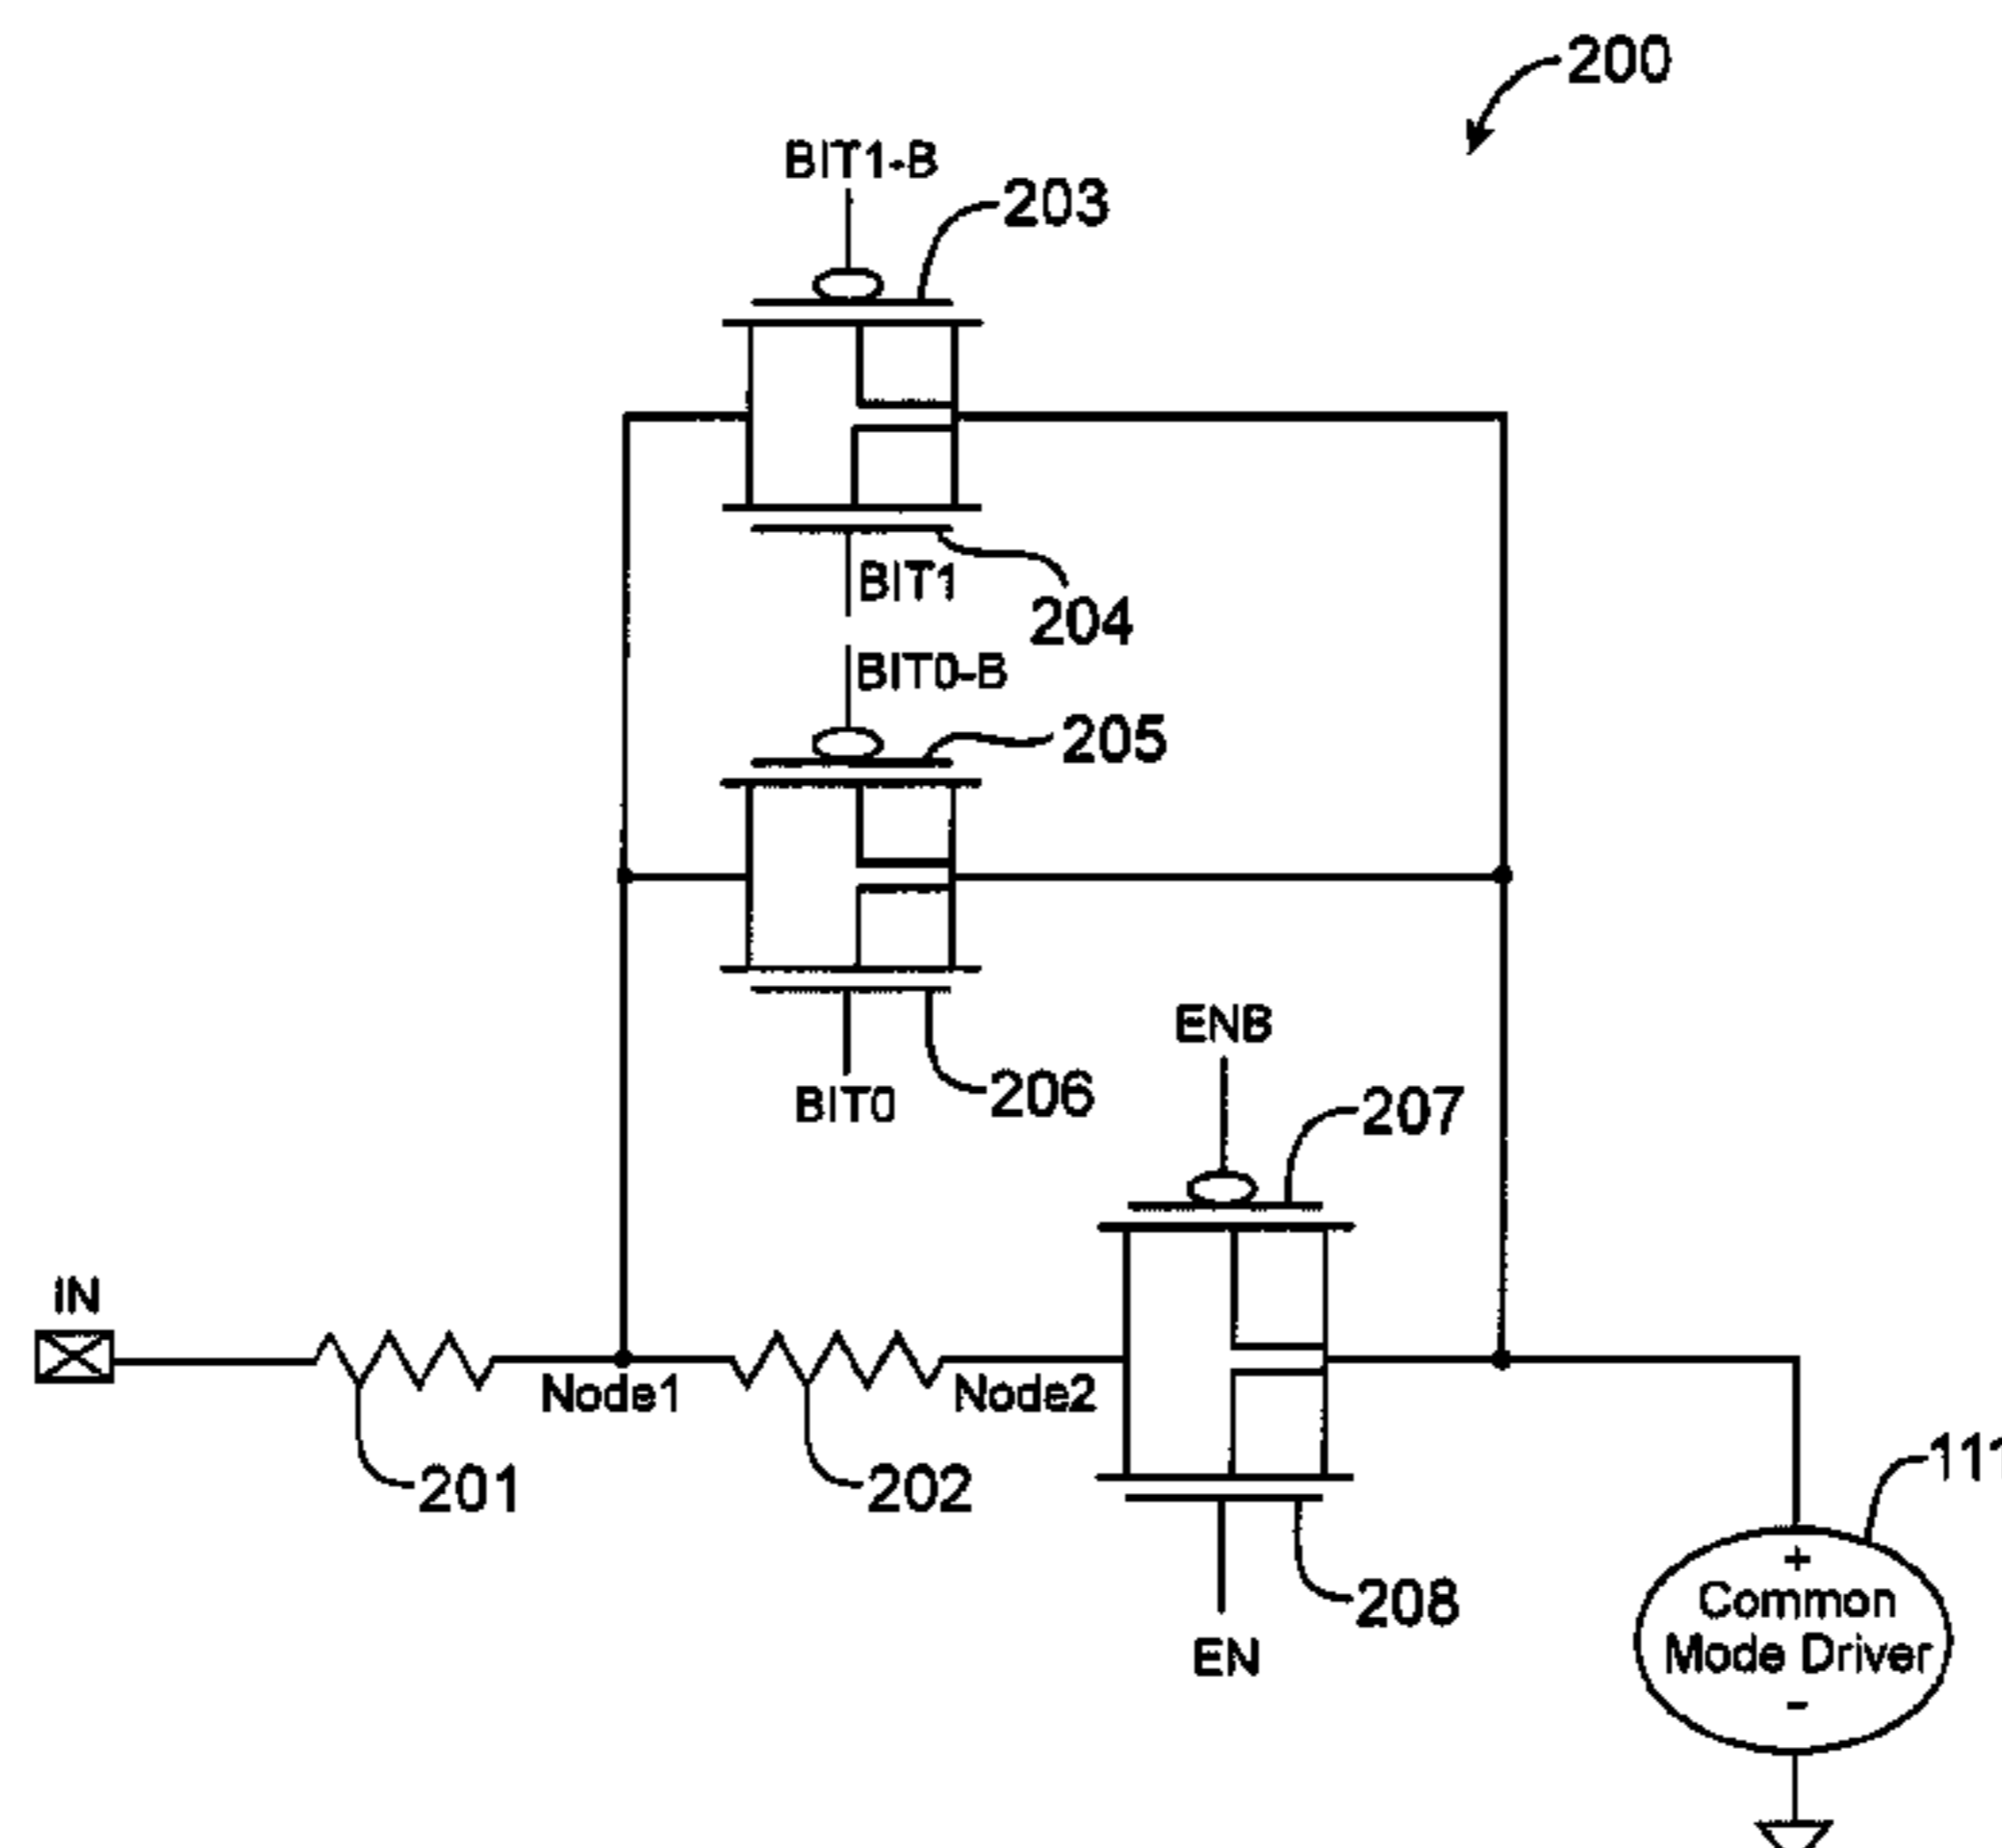 200
BIT1-B
203
BIT1
204
BIT0-B
205
BIT0
206
ENB
207
IN
Node1
Node2
201
202
208
EN
111
+
Common
Mode Driver
-